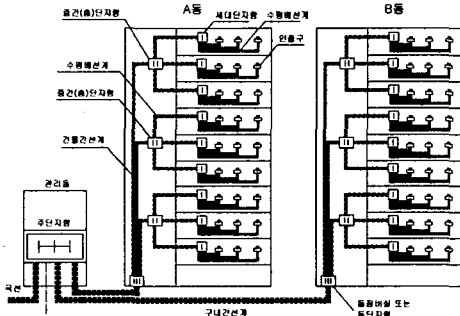 A동
B동
중간(층)단자함
세대단자함
수평배선계
인출구
수평배선계
중간(층)단자함
건물간선계
관리동
주단자함
국선
구내간선계
동장비실 또는
동단자함